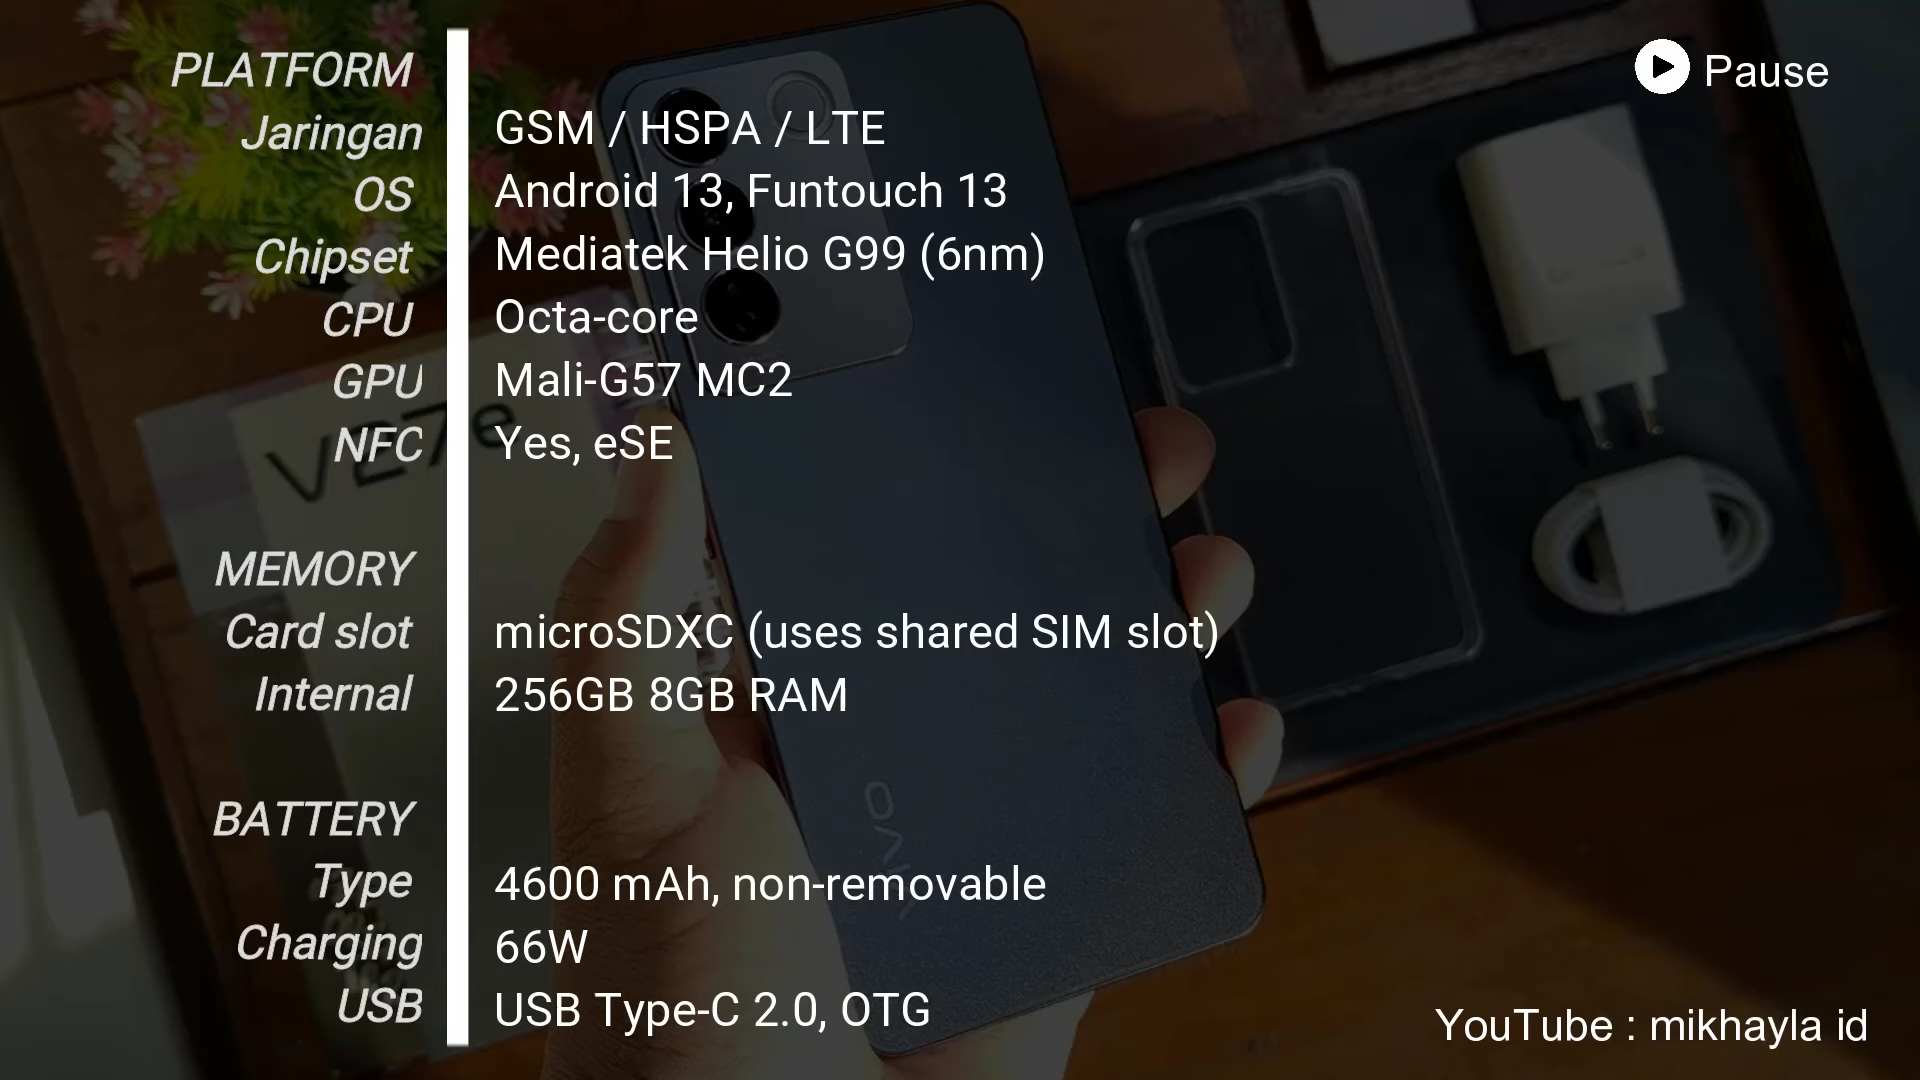 PLATFORM
Pause
Jaringan GSM / HSPA / LTE
OS Android 13, Funtouch 13
Chipset Mediatek Helio G99 (6nm)
CPU Octa-core
GPU Mali-G57 MC2
V27e
NFC Yes, eSE
MEMORY
Card slot microSDXC (uses shared SIM slot)
Internal 256GB 8GB RAM
vivo
BATTERY
Type 4600 mAh, non-removable
Charging 66W
USB USB Type-C 2.0, OTG
YouTube : mikhayla id